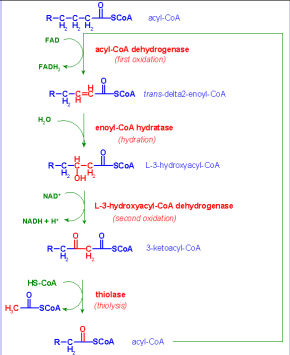 O
R-C-C-C-C-SCoA acyl-CoA
H₂ H₂ H₂
FAD
acyl-CoA dehydrogenase
(first oxidation)
FADH₂
H O
R-C-C=C-C-SCoA trans-delta2-enoyl-CoA
H₂ H
H₂O
enoyl-CoA hydratase
(hydration)
H H₂ O
R-C-C-C-C-SCoA L-3-hydroxyacyl-CoA
H₂ OH
NAD⁺
L-3-hydroxyacyl-CoA dehydrogenase
(second oxidation)
NADH + H⁺
O O
R-C-C-C-C-SCoA 3-ketoacyl-CoA
H₂ H₂
HS-CoA
thiolase
(thiolysis)
O
H₃C-C-SCoA
O
R-C-C-SCoA acyl-CoA
H₂